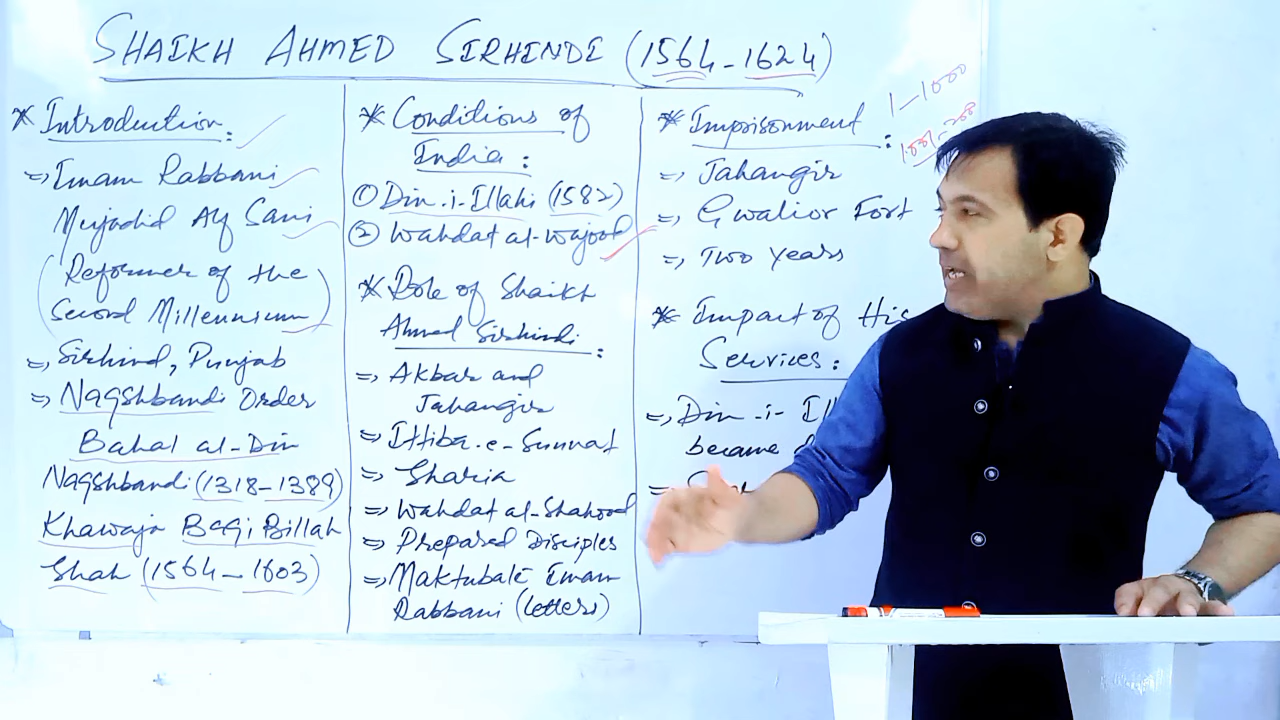 SHAIKH AHMED SIRHINDI (1564-1624)
* Introduction:
=> Imam Rabbani
Mujadid Alf Sani
(Reformer of the
Second Millennium)
=> Sirhind, Punjab
=> Naqshbandi Order
Bahal al-Din
Naqshbandi (1318-1389)
Khawaja Baqi Billah
Shah (1564-1603)
* Conditions of
India:
① Din-i-Illahi (1582)
② Wahdat al-wajood
* Role of Shaikh
Ahmed Sirhindi:
=> Akbar and
Jahangir
=> Ittiba-e-Sunnat
=> Sharia
=> Wahdat al-Shahood
=> Prepared Disciples
=> Maktubate Imam
Rabbani (letters)
1-1000
* Imprisonment:
=> Jahangir
=> Gwalior Fort
=> Two Years
* Impact of His
Services:
=> Din-i-Ill
became